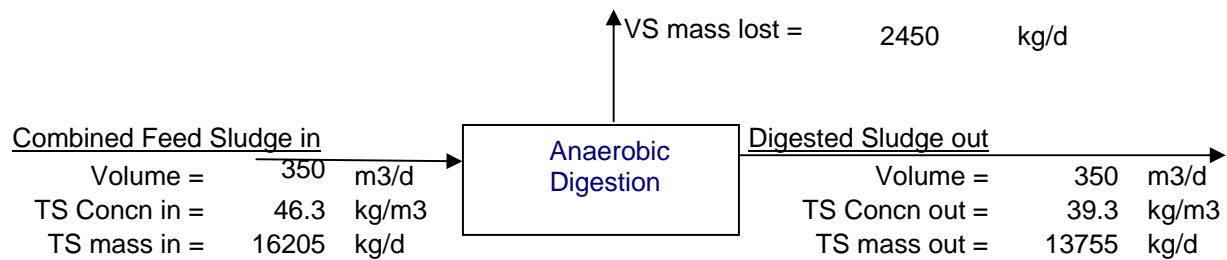 VS mass lost = 2450 kg/d
Combined Feed Sludge in
Volume = 350 m3/d
TS Concn in = 46.3 kg/m3
TS mass in = 16205 kg/d
Anaerobic
Digestion
Digested Sludge out
Volume = 350 m3/d
TS Concn out = 39.3 kg/m3
TS mass out = 13755 kg/d